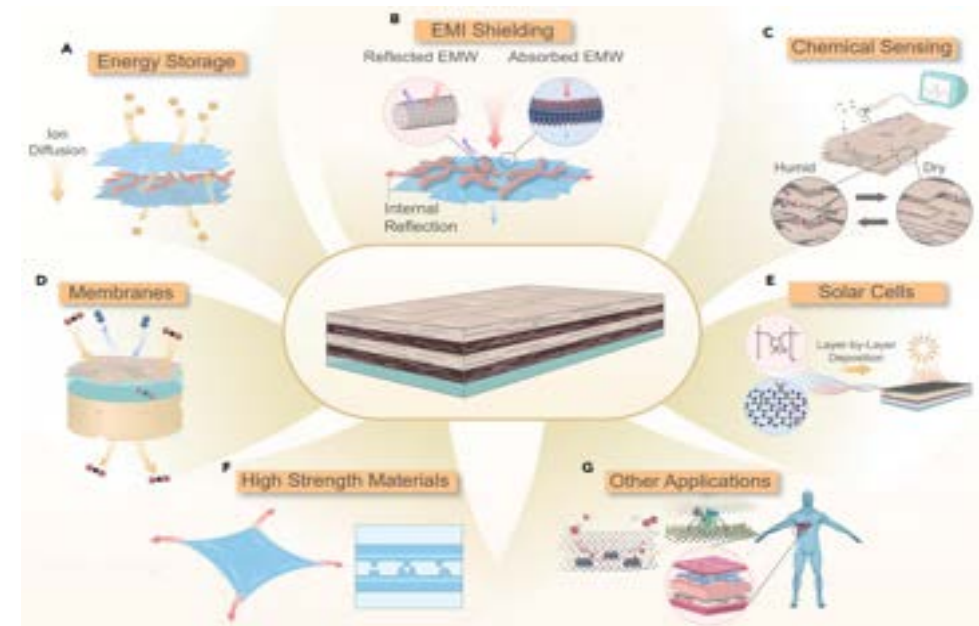 A
Energy Storage
Ion
Diffusion
B
EMI Shielding
Reflected EMW
Absorbed EMW
Internal
Reflection
C
Chemical Sensing
Humid
Dry
D
Membranes
E
Solar Cells
Layer-by-Layer
Deposition
F
High Strength Materials
G
Other Applications